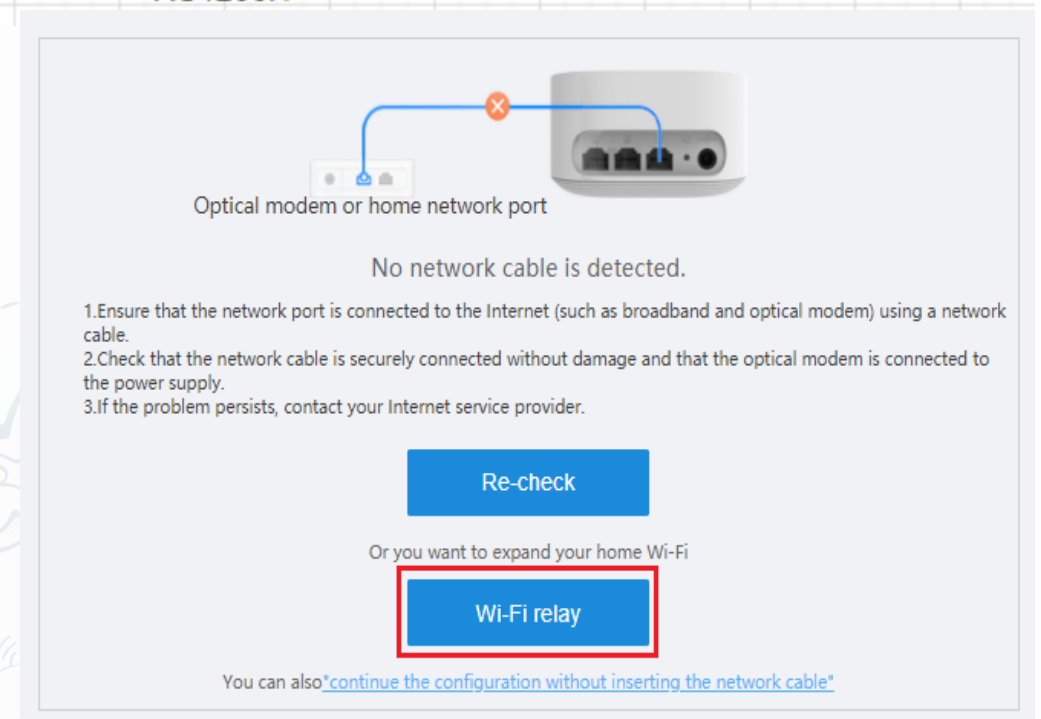 Optical modem or home network port
No network cable is detected.
1.Ensure that the network port is connected to the Internet (such as broadband and optical modem) using a network
cable.
2.Check that the network cable is securely connected without damage and that the optical modem is connected to
the power supply.
3.If the problem persists, contact your Internet service provider.
Re-check
Or you want to expand your home Wi-Fi
Wi-Fi relay
You can also"continue the configuration without inserting the network cable"